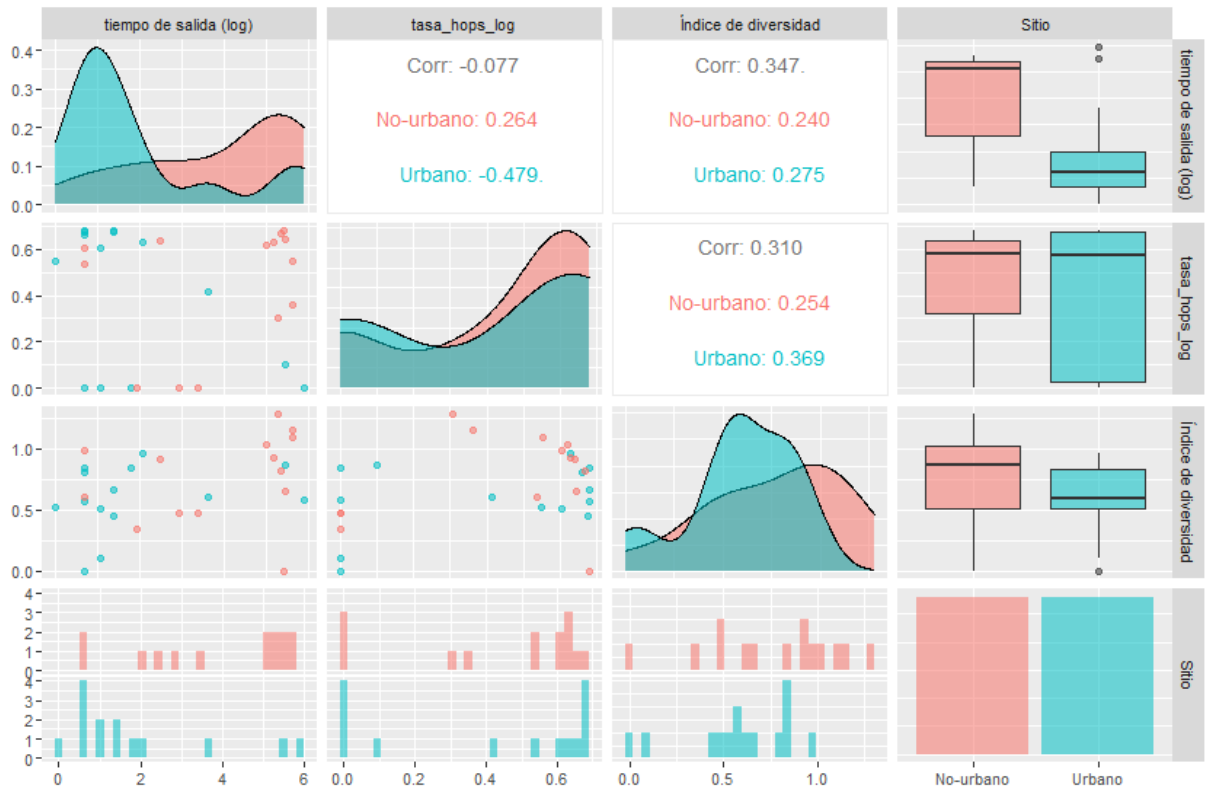 tiempo de salida (log)
tasa_hops_log
Índice de diversidad
Sitio
0.4
0.3
0.2
0.1
0.0
Corr: -0.077
No-urbano: 0.264
Urbano: -0.479.
Corr: 0.347.
No-urbano: 0.240
Urbano: 0.275
tiempo de salida (log)
0.6
0.4
0.2
0.0
Corr: 0.310
No-urbano: 0.254
Urbano: 0.369
tasa_hops_log
1.0
0.5
0.0
Índice de diversidad
4
3
2
1
0
4
3
2
1
0
Sitio
0 2 4 6
0.0 0.2 0.4 0.6
0.0 0.5 1.0
No-urbano Urbano